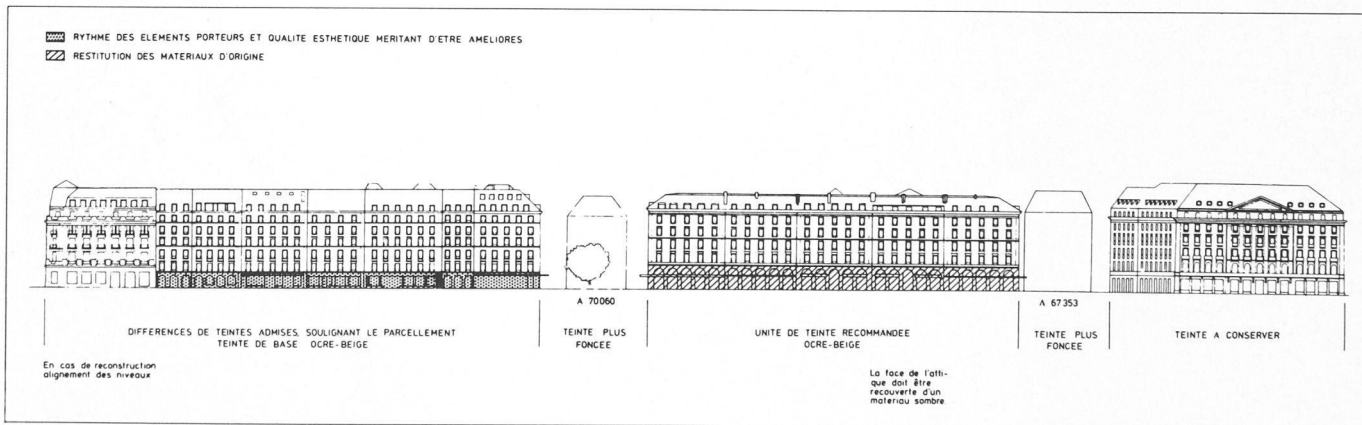 RYTHME DES ELEMENTS PORTEURS ET QUALITE ESTHETIQUE MERITANT D'ETRE AMELIORES
RESTITUTION DES MATERIAUX D'ORIGINE
A 70060
A 67353
DIFFERENCES DE TEINTES ADMISES, SOULIGNANT LE PARCELLEMENT
TEINTE DE BASE OCRE-BEIGE
TEINTE PLUS
FONCEE
UNITE DE TEINTE RECOMMANDEE
OCRE-BEIGE
TEINTE PLUS
FONCEE
TEINTE A CONSERVER
En cas de reconstruction
alignement des niveaux
La face de l'atti-
que doit être
recouverte d'un
materiau sombre